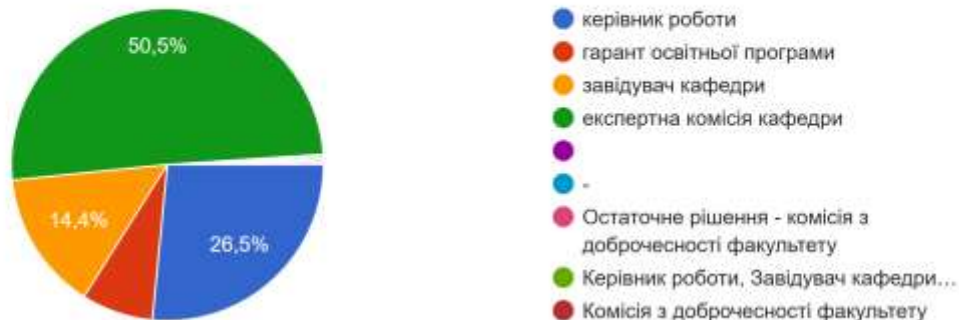 50,5%
14,4%
26,5%
керівник роботи
гарант освітньої програми
завідувач кафедри
експертна комісія кафедри
-
Остаточне рішення - комісія з
доброчесності факультету
Керівник роботи, Завідувач кафедри…
Комісія з доброчесності факультету